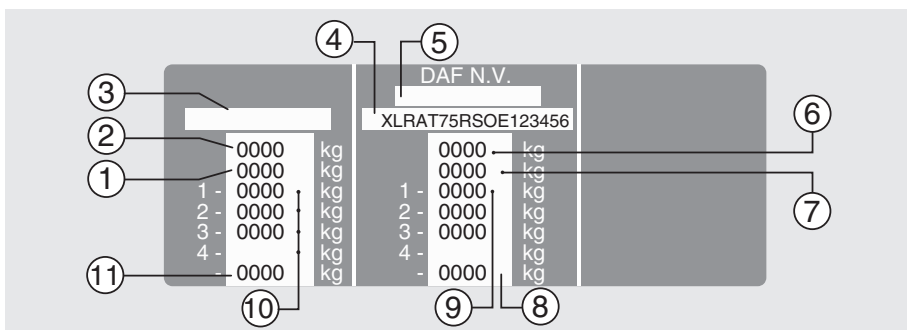 4 5
DAF N.V.
3
XLRAT75RSOE123456
6
2 0000 kg 0000 kg
1 0000 kg 0000 kg
7
1 - 0000 kg 1 - 0000 kg
2 - 0000 kg 2 - 0000 kg
3 - 0000 kg 3 - 0000 kg
4 - kg 4 - kg
11 - 0000 kg - 0000 kg
10 9 8